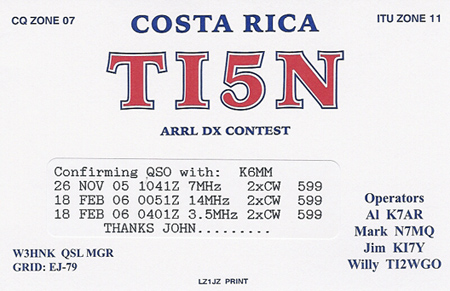 CQ ZONE 07
COSTA RICA
ITU ZONE 11
TI5N
ARRL DX CONTEST
Confirming QSO with: K6MM
26 NOV 05 1041Z 7MHz 2xCW 599
18 FEB 06 0051Z 14MHz 2xCW 599
18 FEB 06 0401Z 3.5MHz 2xCW 599
THANKS JOHN.........
Operators
Al K7AR
Mark N7MQ
Jim KI7Y
Willy TI2WGO
W3HNK QSL MGR
GRID: EJ-79
LZ1JZ PRINT